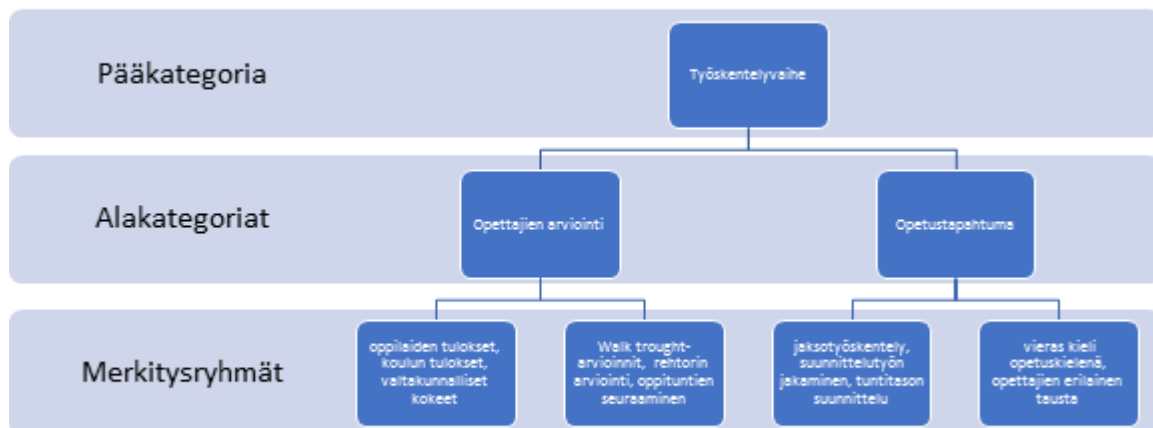 Pääkategoria
Työskentelyvaihe
Alakategoriat
Opettajien arviointi
Opetustapahtuma
Merkitysryhmät
oppilaiden tulokset,
koulun tulokset,
valtakunnalliset
kokeet
Walk trought-
arvioinnit, rehtorin
arviointi, oppituntien
seuraaminen
jaksotyöskentely,
suunnittelutyön
jakaminen, tuntitason
suunnittelu
vieras kieli
opetuskielenä,
opettajien erilainen
tausta